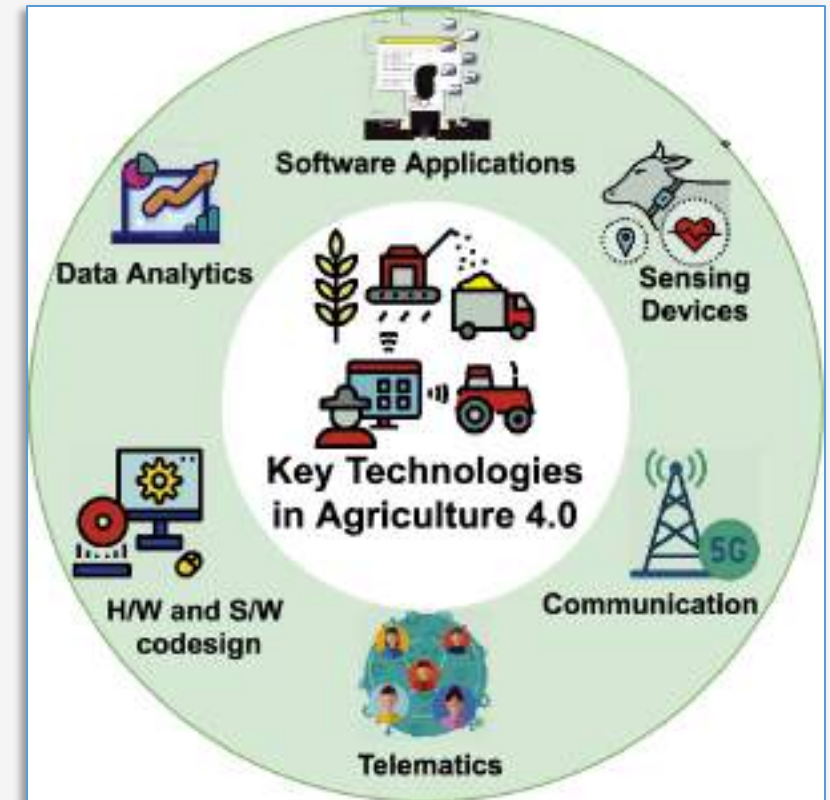 Software Applications
Data Analytics
Sensing
Devices
Key Technologies
in Agriculture 4.0
5G
H/W and S/W
codesign
Communication
Telematics